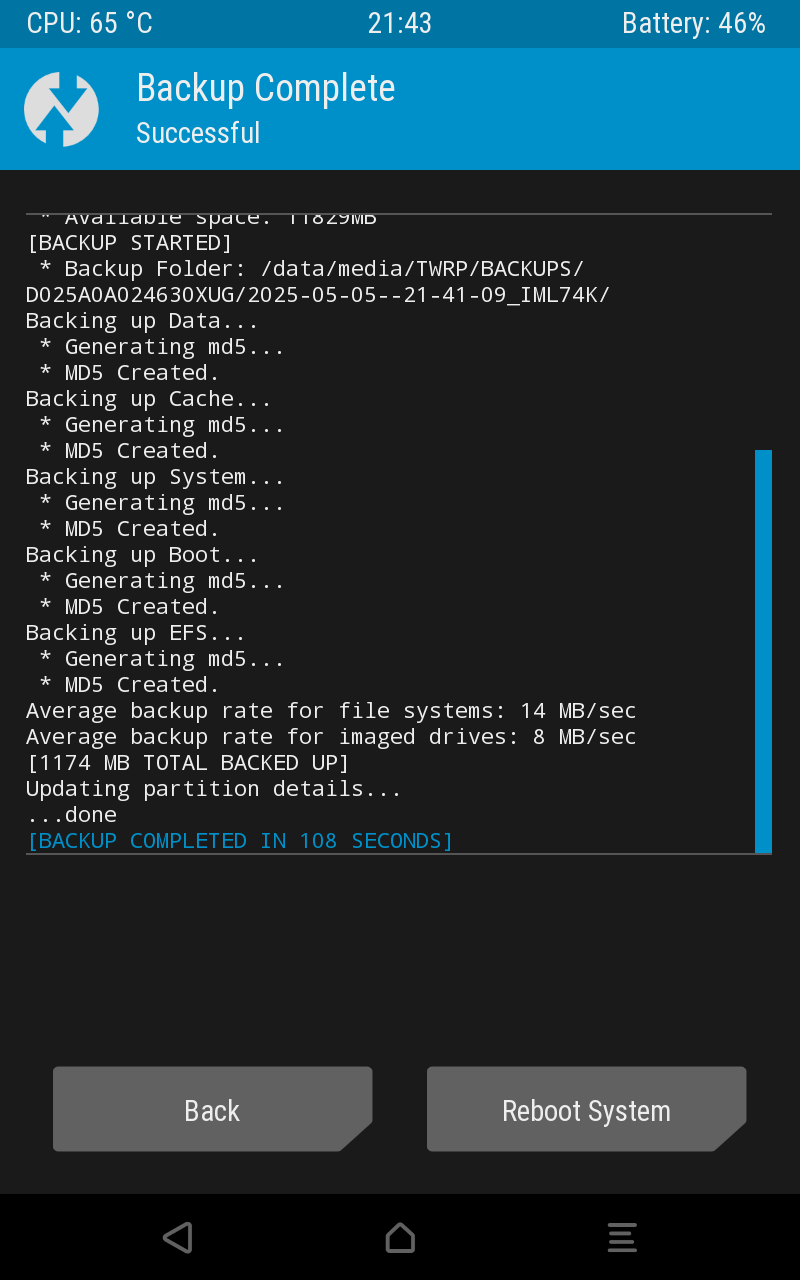 CPU: 65 °C 21:43 Battery: 46%
Backup Complete
Successful
* Available space: 11829MB
[BACKUP STARTED]
* Backup Folder: /data/media/TWRP/BACKUPS/
D025A0A024630XUG/2025-05-05--21-41-09_IML74K/
Backing up Data...
* Generating md5...
* MD5 Created.
Backing up Cache...
* Generating md5...
* MD5 Created.
Backing up System...
* Generating md5...
* MD5 Created.
Backing up Boot...
* Generating md5...
* MD5 Created.
Backing up EFS...
* Generating md5...
* MD5 Created.
Average backup rate for file systems: 14 MB/sec
Average backup rate for imaged drives: 8 MB/sec
[1174 MB TOTAL BACKED UP]
Updating partition details...
...done
[BACKUP COMPLETED IN 108 SECONDS]
Back Reboot System